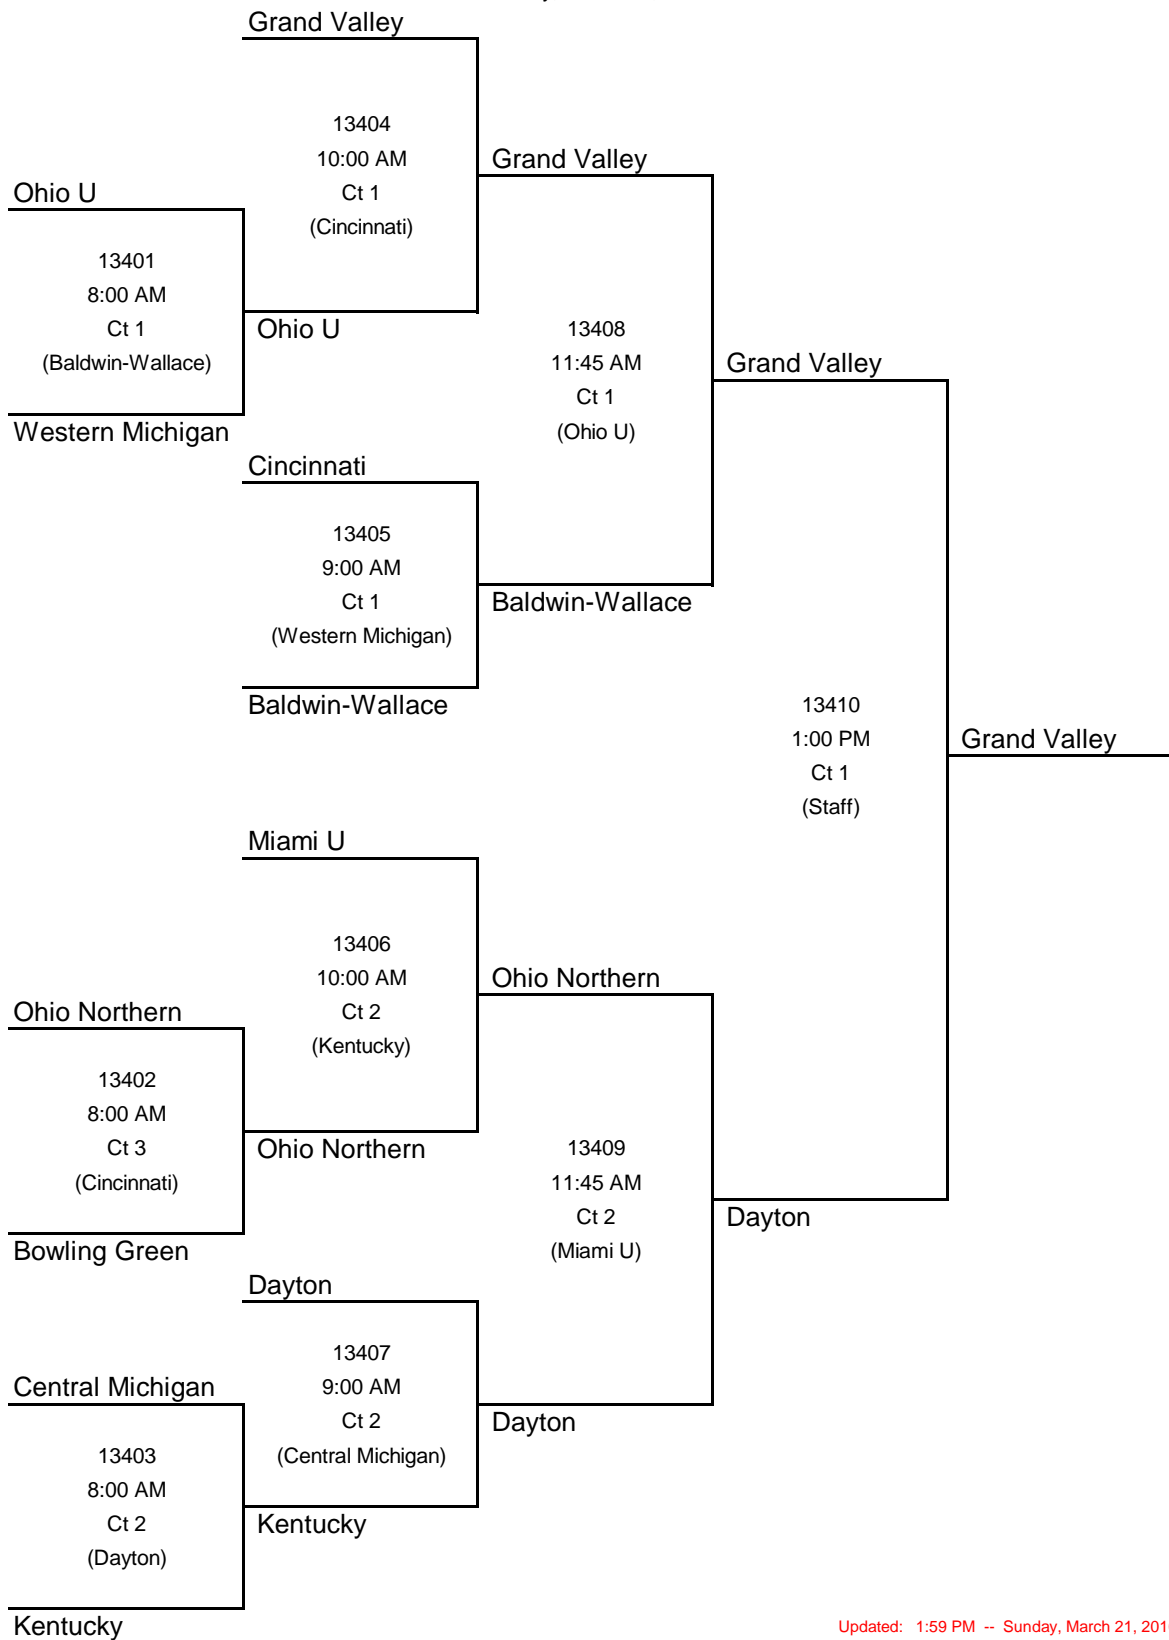 Grand Valley
13404
10:00 AM
Ct 1
(Cincinnati)
Grand Valley
Ohio U
13401
8:00 AM
Ct 1
(Baldwin-Wallace)
Ohio U
13408
11:45 AM
Ct 1
(Ohio U)
Grand Valley
Western Michigan
Cincinnati
13405
9:00 AM
Ct 1
(Western Michigan)
Baldwin-Wallace
Baldwin-Wallace
13410
1:00 PM
Ct 1
(Staff)
Grand Valley
Miami U
13406
10:00 AM
Ct 2
(Kentucky)
Ohio Northern
Ohio Northern
13402
8:00 AM
Ct 3
(Cincinnati)
Ohio Northern
13409
11:45 AM
Ct 2
(Miami U)
Dayton
Bowling Green
Dayton
13407
9:00 AM
Ct 2
(Central Michigan)
Central Michigan
Dayton
13403
8:00 AM
Ct 2
(Dayton)
Kentucky
Kentucky
Updated: 1:59 PM -- Sunday, March 21, 201